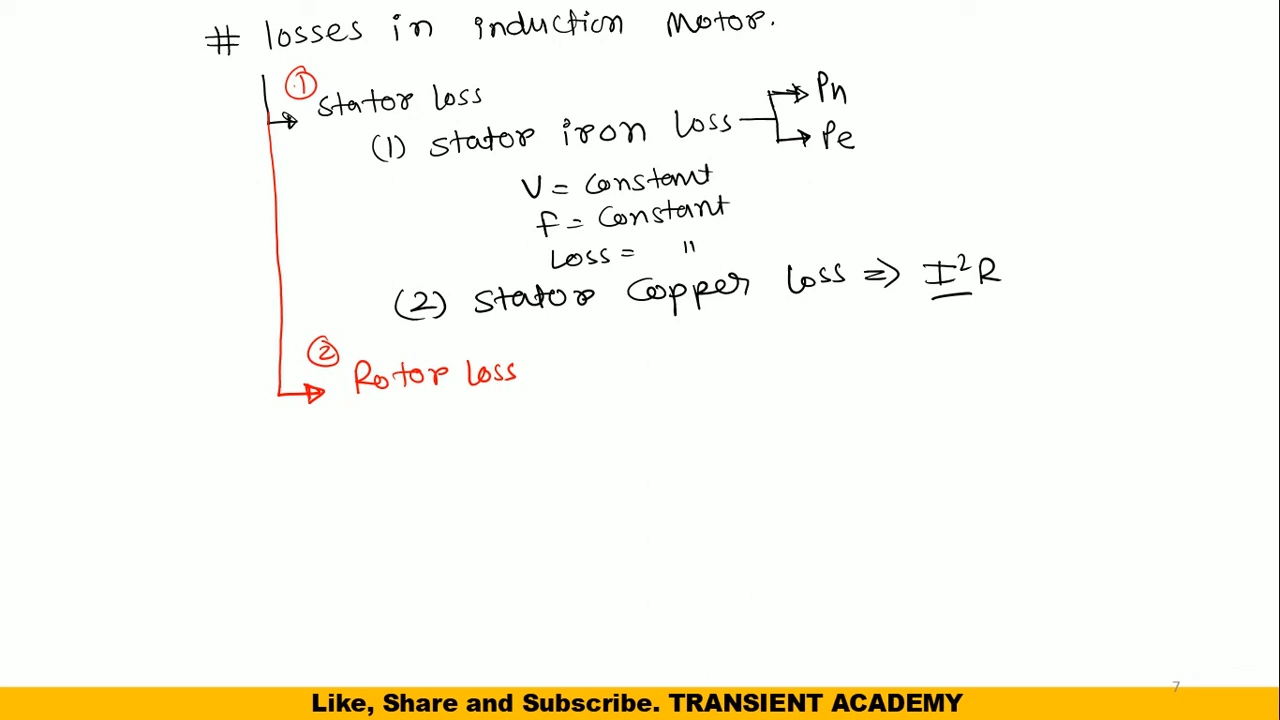 # losses in induction motor.
① stator loss
(1) stator iron loss → Ph
→ Pe
V = constant
f = constant
Loss = "
(2) stator copper loss ⇒ I²R
② Rotor loss
7
Like, Share and Subscribe. TRANSIENT ACADEMY